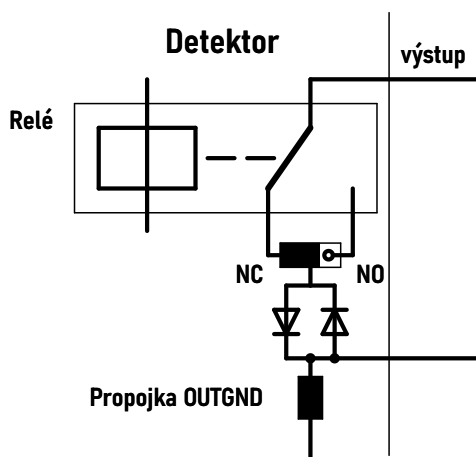 Detektor
výstup
Relé
NC
NO
Propojka OUTGND